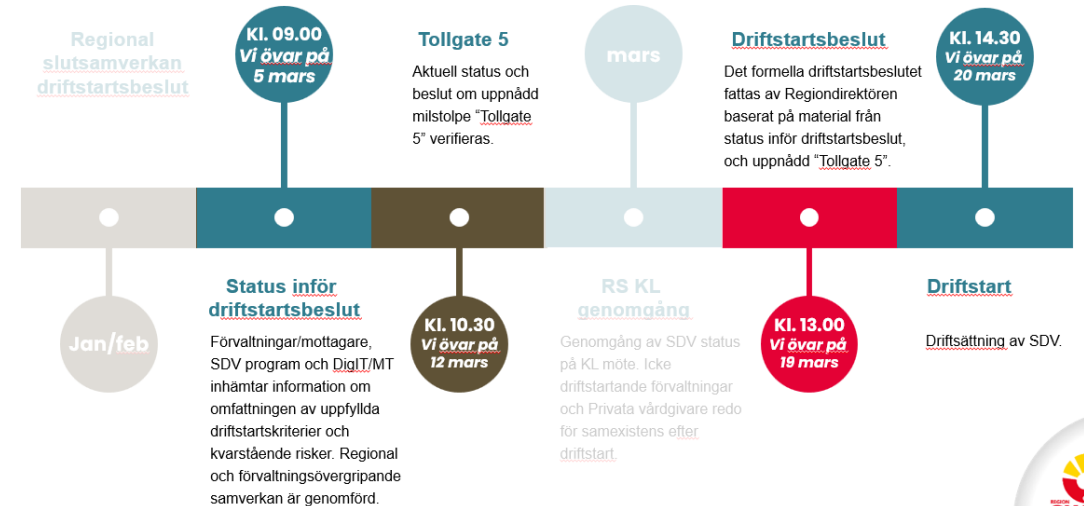 Regional
slutsamverkan
driftstartsbeslut
Kl. 09.00
Vi övar på
5 mars
Tollgate 5
Aktuell status och
beslut om uppnådd
milstolpe “Tollgate
5” verifieras.
mars
Driftstartsbeslut
Det formella driftstartsbeslutet
fattas av Regiondirektören
baserat på material från
status inför driftstartsbeslut,
och uppnådd “Tollgate 5”.
Kl. 14.30
Vi övar på
20 mars
Jan/feb
Status inför
driftstartsbeslut
Förvaltningar/mottagare,
SDV program och DigIT/MT
inhämtar information om
omfattningen av uppfyllda
driftstartskriterier och
kvarstående risker. Regional
och förvaltningsövergripande
samverkan är genomförd.
Kl. 10.30
Vi övar på
12 mars
RS KL
genomgång
Genomgång av SDV status
på KL möte. Icke
driftstartande förvaltningar
och Privata vårdgivare redo
för samexistens efter
driftstart.
Kl. 13.00
Vi övar på
19 mars
Driftstart
Driftsättning av SDV.
REGION